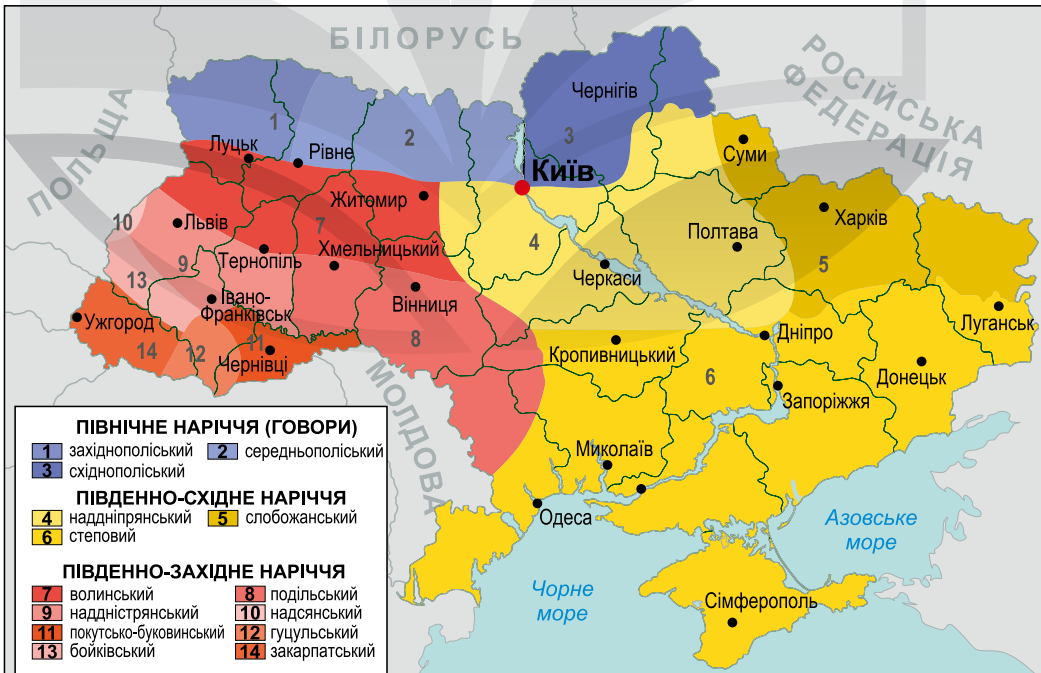 БІЛОРУСЬ
РОСІЙСЬКА
ФЕДЕРАЦІЯ
ПОЛЬЩА
МОЛДОВА
Чернігів
3
1
2
Луцьк
Рівне
Київ
Суми
Житомир
10
Львів
7
4
Полтава
Харків
Хмельницький
9
Тернопіль
5
13
Черкаси
Вінниця
Івано-
Франківськ
Ужгород
Луганськ
14
12
11
Чернівці
8
Дніпро
Кропивницький
6
Донецьк
Запоріжжя
Миколаїв
Одеса
Азовське
море
Чорне
море
Сімферополь
ПІВНІЧНЕ НАРІЧЧЯ (ГОВОРИ)
1 західнополіський 2 середньополіський
3 східнополіський
ПІВДЕННО-СХІДНЕ НАРІЧЧЯ
4 наддніпрянський 5 слобожанський
6 степовий
ПІВДЕННО-ЗАХІДНЕ НАРІЧЧЯ
7 волинський 8 подільський
9 наддністрянський 10 надсянський
11 покутсько-буковинський 12 гуцульський
13 бойківський 14 закарпатський